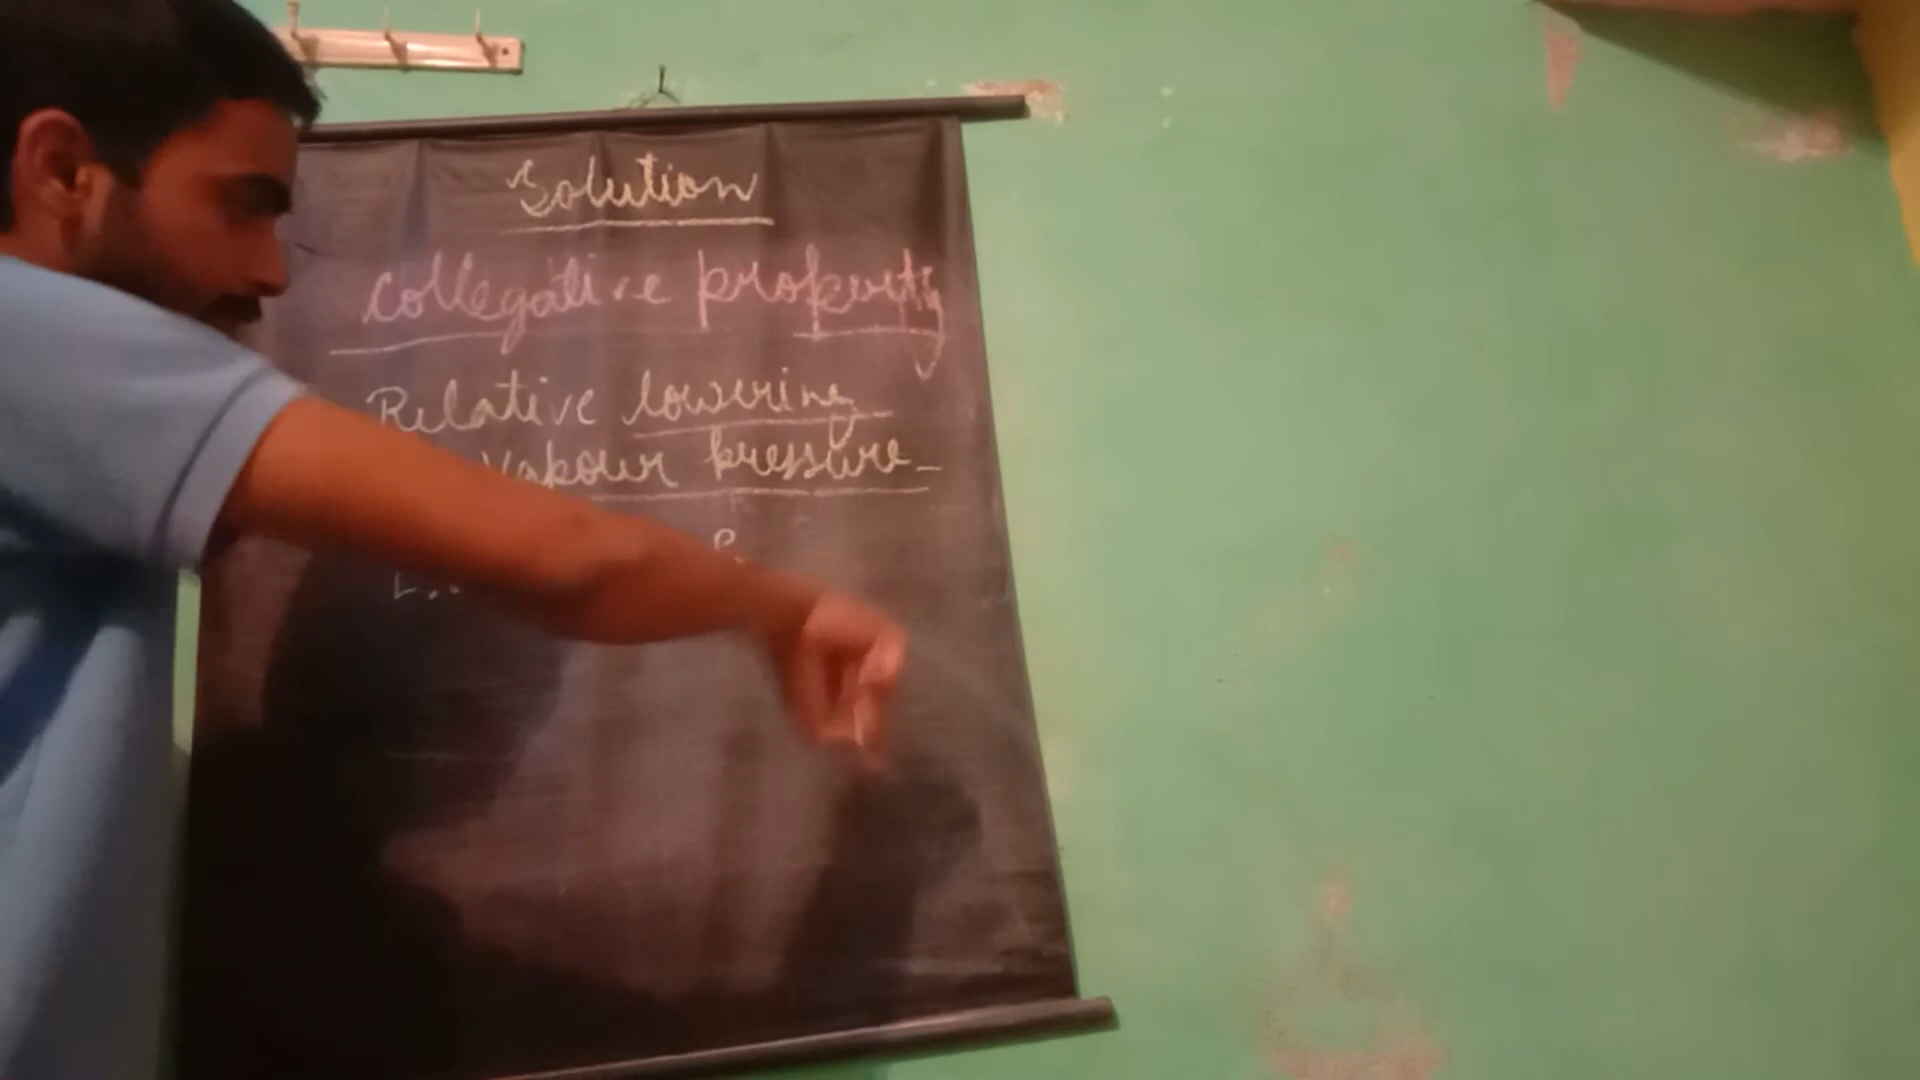 Solution
Collegative property
Relative lowering
vapour pressure-
P